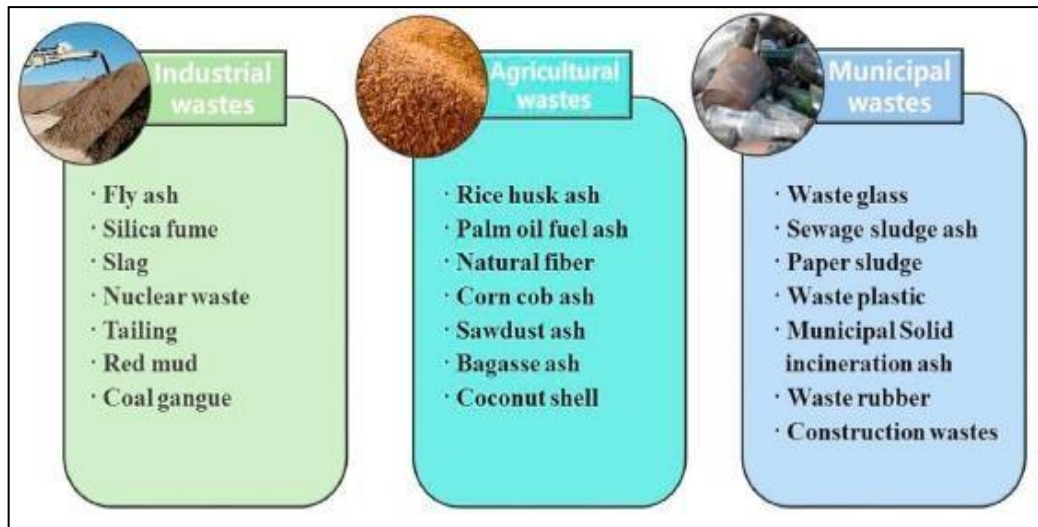 Industrial
wastes
· Fly ash
· Silica fume
· Slag
· Nuclear waste
· Tailing
· Red mud
· Coal gangue
Agricultural
wastes
· Rice husk ash
· Palm oil fuel ash
· Natural fiber
· Corn cob ash
· Sawdust ash
· Bagasse ash
· Coconut shell
Municipal
wastes
· Waste glass
· Sewage sludge ash
· Paper sludge
· Waste plastic
· Municipal Solid
incineration ash
· Waste rubber
· Construction wastes